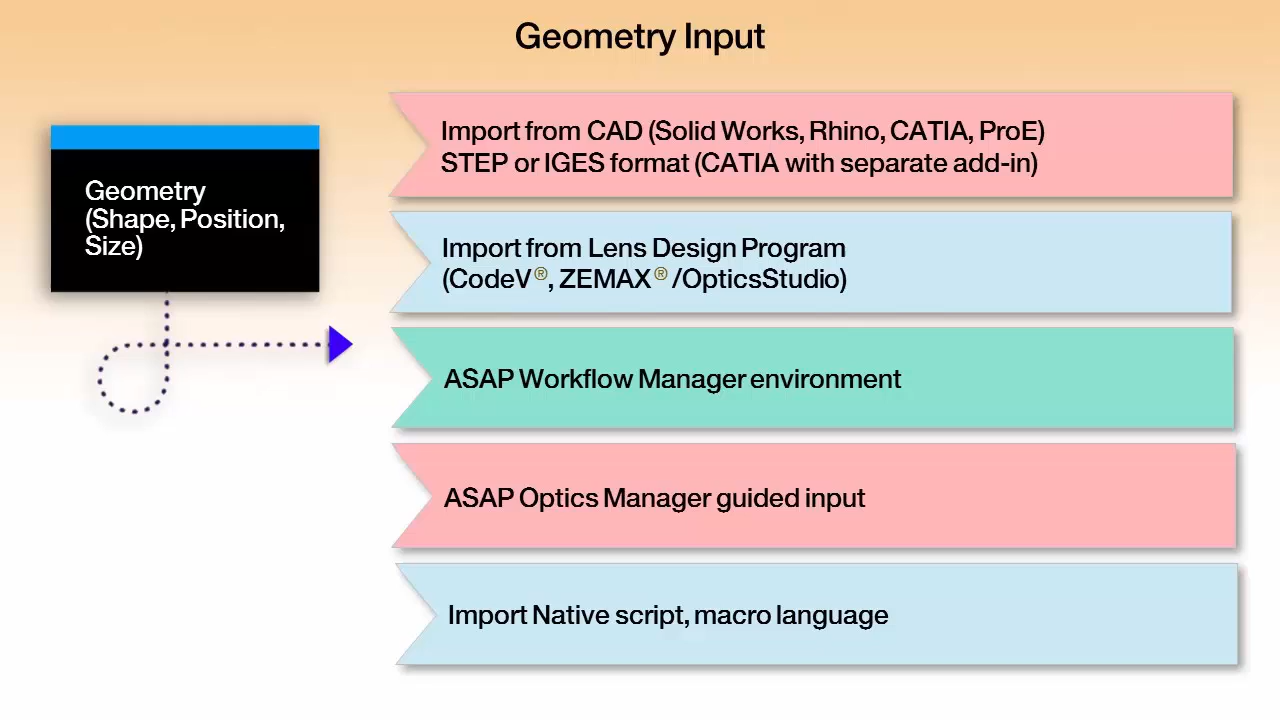 Geometry Input
Geometry
(Shape, Position,
Size)
Import from CAD (Solid Works, Rhino, CATIA, ProE)
STEP or IGES format (CATIA with separate add-in)
Import from Lens Design Program
(CodeV®, ZEMAX®/OpticsStudio)
ASAP Workflow Manager environment
ASAP Optics Manager guided input
Import Native script, macro language